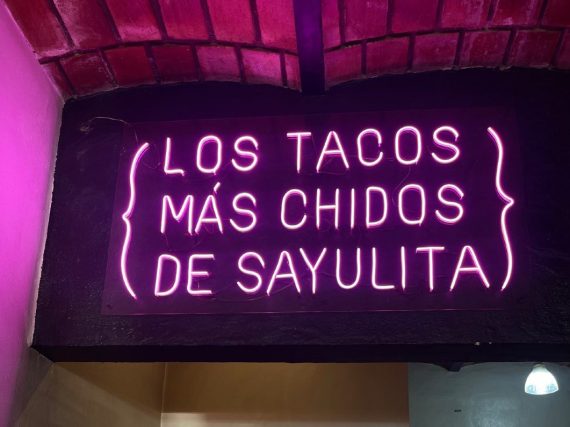 LOS TACOS
MÁS CHIDOS
DE SAYULITA